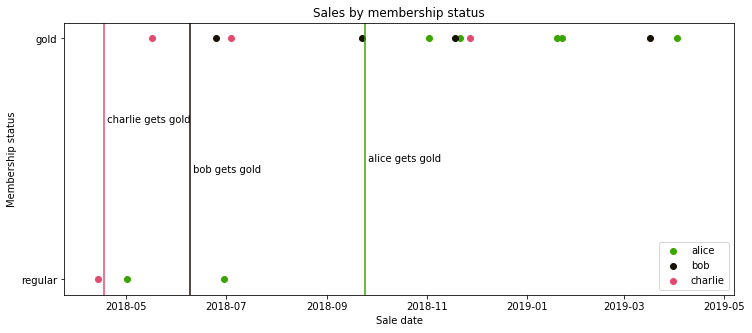 Sales by membership status
gold
charlie gets gold
alice gets gold
bob gets gold
Membership status
regular
alice
bob
charlie
2018-05 2018-07 2018-09 2018-11 2019-01 2019-03 2019-05
Sale date